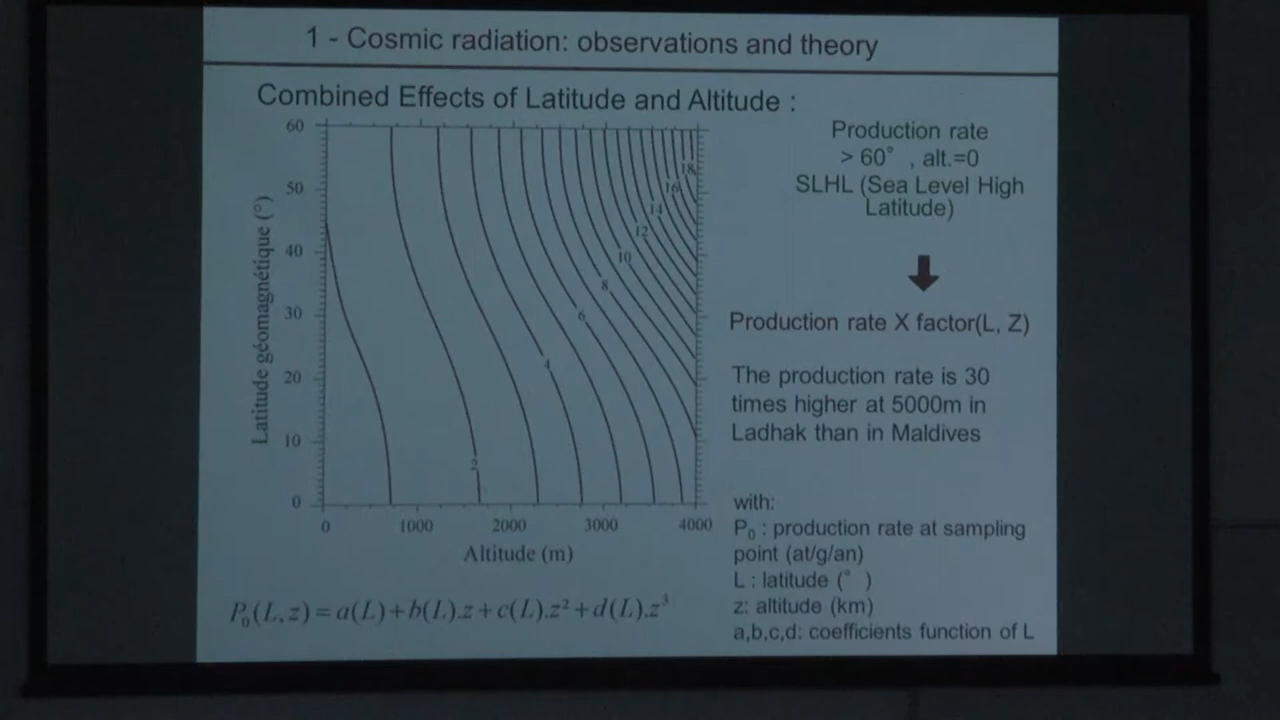 1 - Cosmic radiation: observations and theory
Combined Effects of Latitude and Altitude :
60
50
40
30
20
10
0
Latitude géomagnétique (°)
18
16
14
12
10
8
6
4
2
0
1000
2000
3000
4000
Altitude (m)
P₀(L,z)=a(L)+b(L).z+c(L).z²+d(L).z³
Production rate
> 60° , alt.=0
SLHL (Sea Level High
Latitude)
Production rate X factor(L, Z)
The production rate is 30
times higher at 5000m in
Ladhak than in Maldives
with:
P₀ : production rate at sampling
point (at/g/an)
L : latitude (° )
z: altitude (km)
a,b,c,d: coefficients function of L